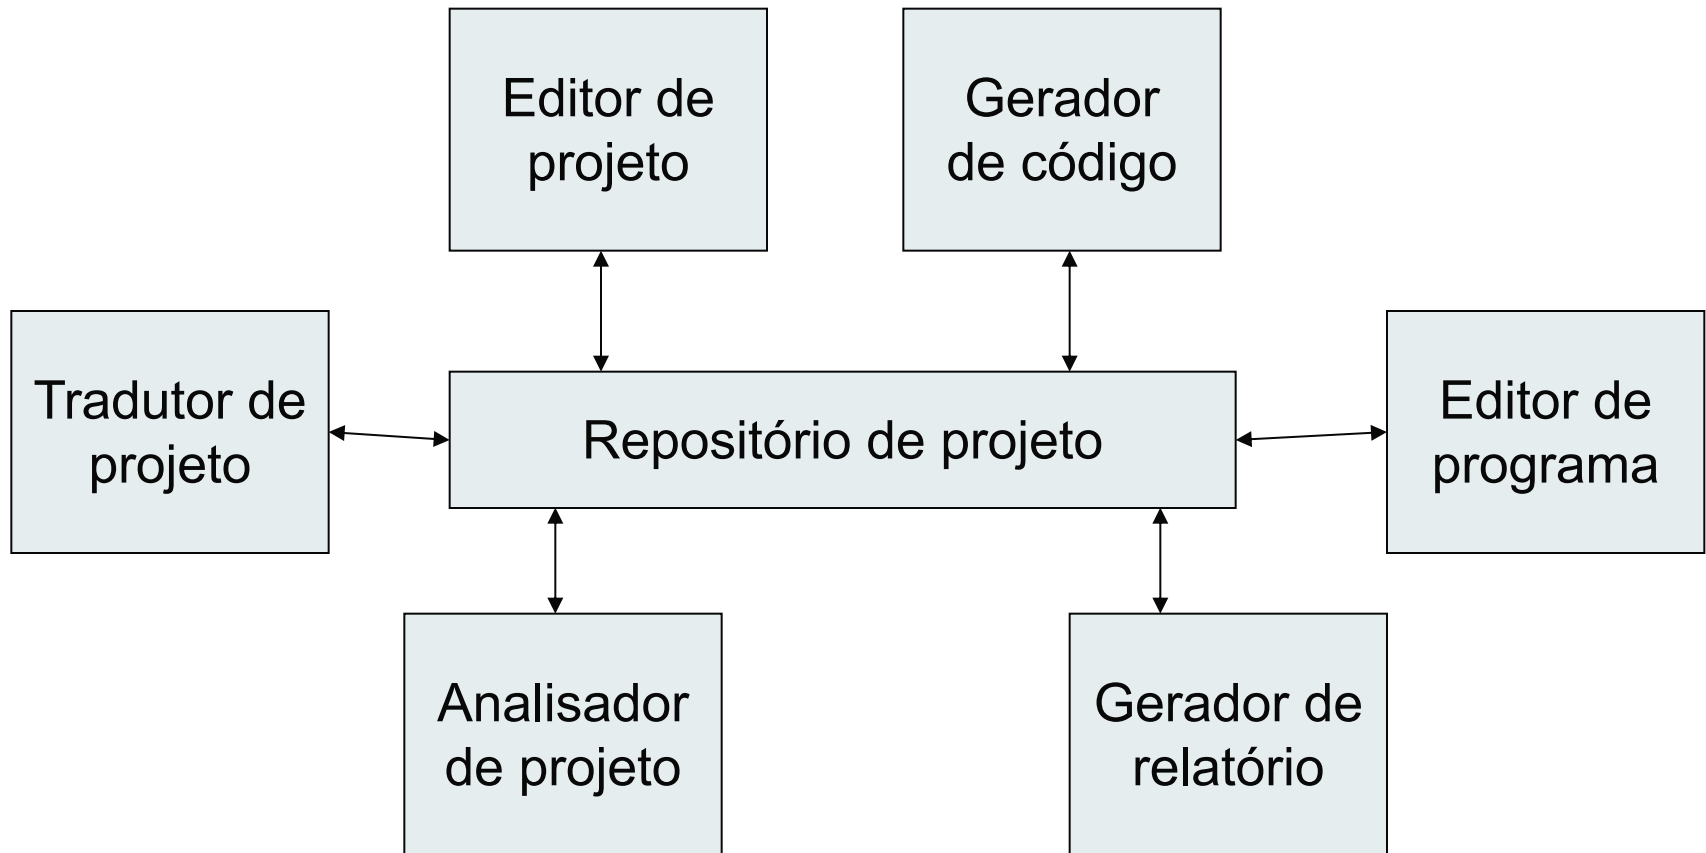 Editor de
projeto
Gerador
de código
Tradutor de
projeto
Repositório de projeto
Editor de
programa
Analisador
de projeto
Gerador de
relatório